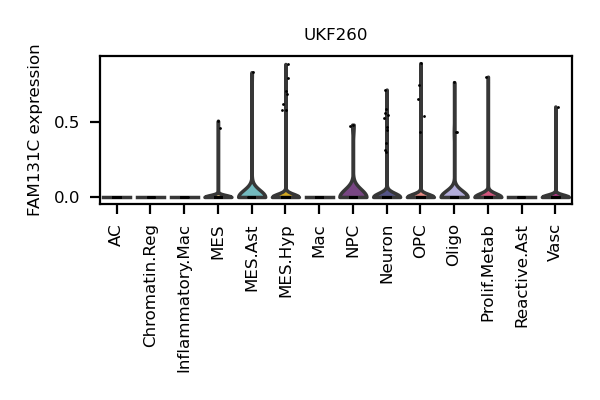 UKF260
FAM131C expression
0.5
0.0
AC
Chromatin.Reg
Inflammatory.Mac
MES
MES.Ast
MES.Hyp
Mac
NPC
Neuron
OPC
Oligo
Prolif.Metab
Reactive.Ast
Vasc